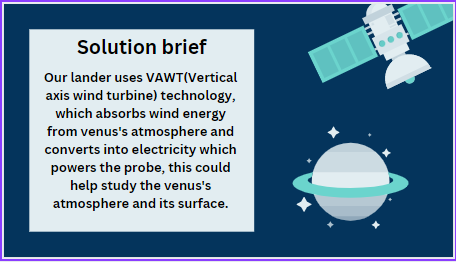 Solution brief
Our lander uses VAWT(Vertical
axis wind turbine) technology,
which absorbs wind energy
from venus's atmosphere and
converts into electricity which
powers the probe, this could
help study the venus's
atmosphere and its surface.